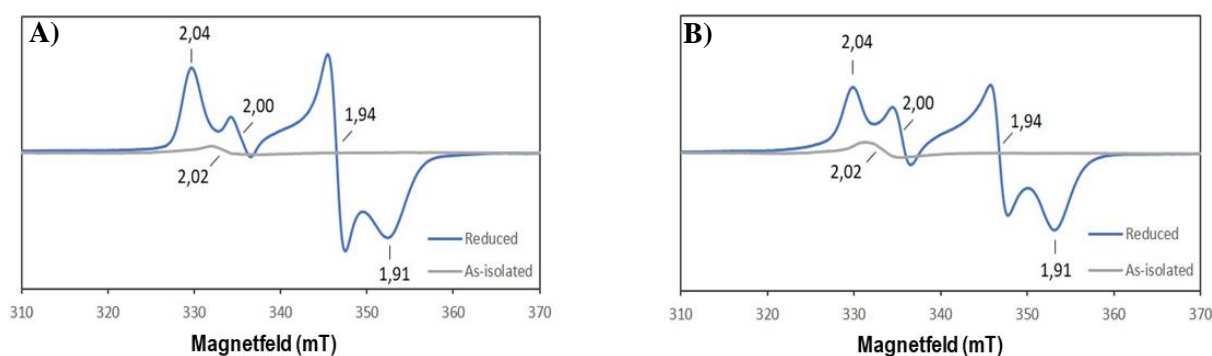 A)
2,04
2,00
1,94
2,02
Reduced
As-isolated
1,91
310 320 330 340 350 360 370
Magnetfeld (mT)
B)
2,04
2,00
1,94
2,02
Reduced
As-isolated
1,91
310 320 330 340 350 360 370
Magnetfeld (mT)